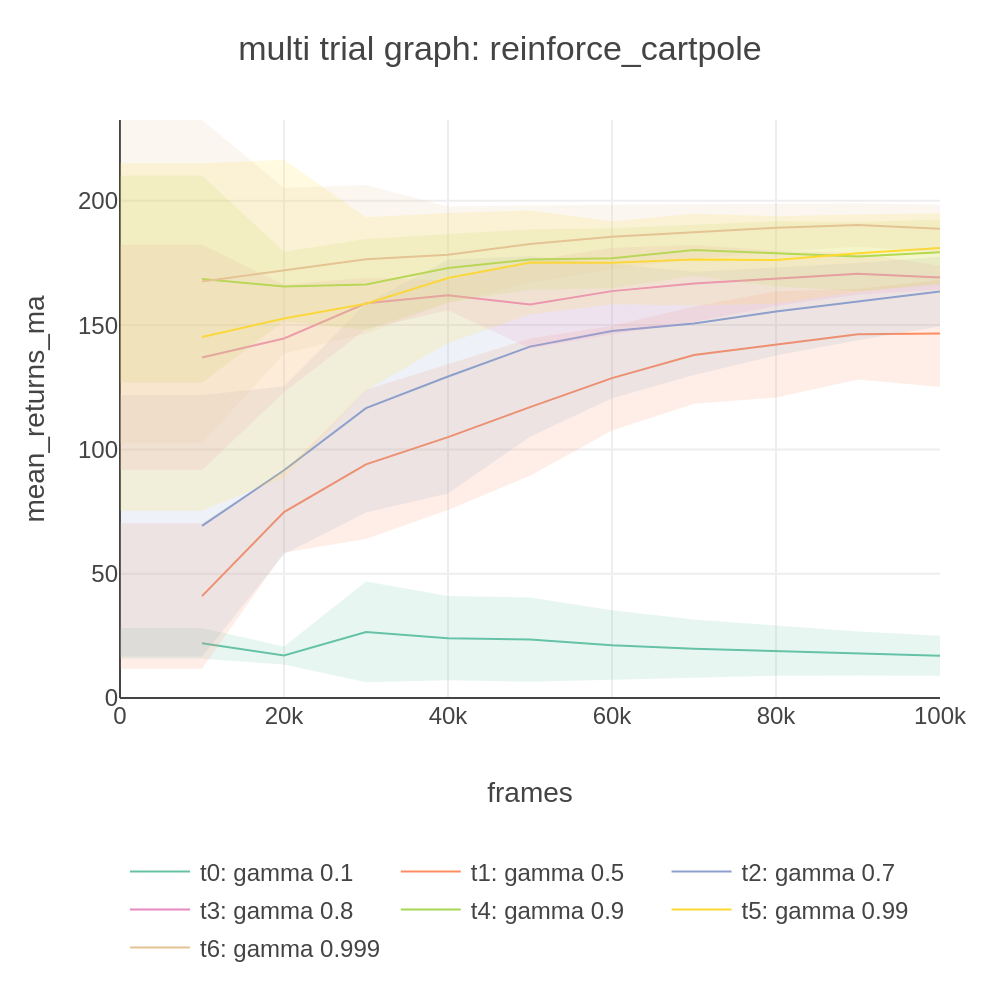 multi trial graph: reinforce_cartpole
mean_returns_ma
200
150
100
50
0
0 20k 40k 60k 80k 100k
frames
t0: gamma 0.1 t1: gamma 0.5 t2: gamma 0.7
t3: gamma 0.8 t4: gamma 0.9 t5: gamma 0.99
t6: gamma 0.999